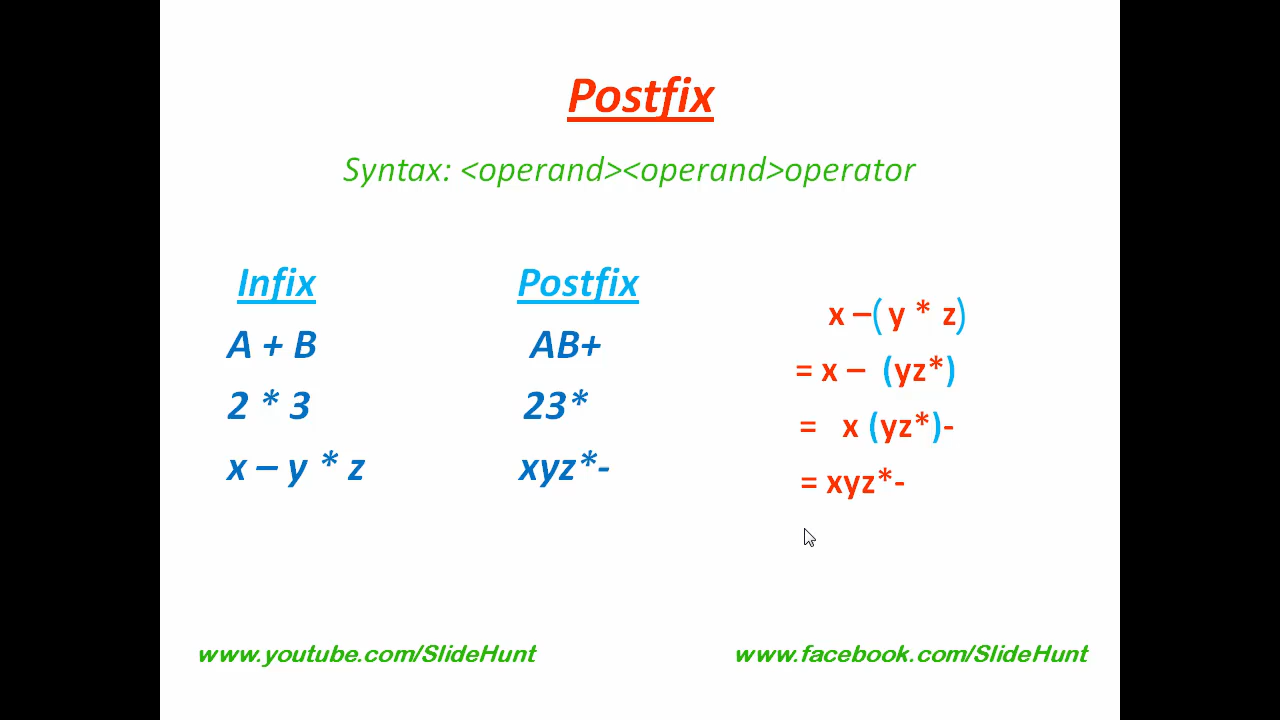 Postfix
Syntax: <operand><operand>operator
Infix
A + B
2 * 3
x – y * z
Postfix
AB+
23*
xyz*-
x –( y * z)
= x – (yz*)
= x (yz*)-
= xyz*-
www.youtube.com/SlideHunt
www.facebook.com/SlideHunt